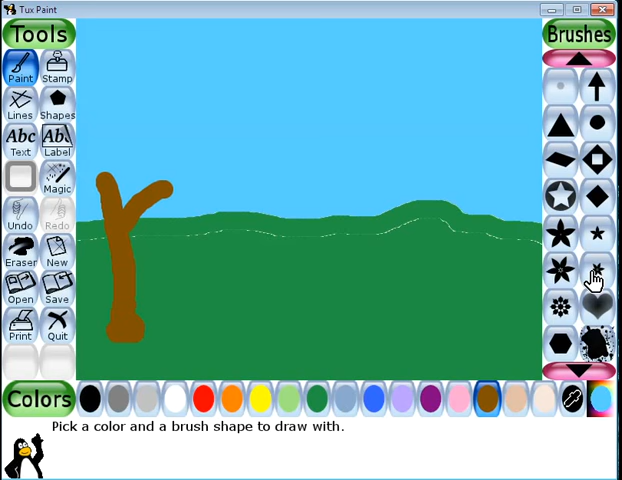 Tux Paint
Tools
Brushes
Paint
Stamp
Lines
Shapes
Abc
Text
Abc
Label
Magic
Undo
Redo
Eraser
New
Open
Save
Print
Quit
Colors
Pick a color and a brush shape to draw with.